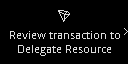 Review transaction to
Delegate Resource